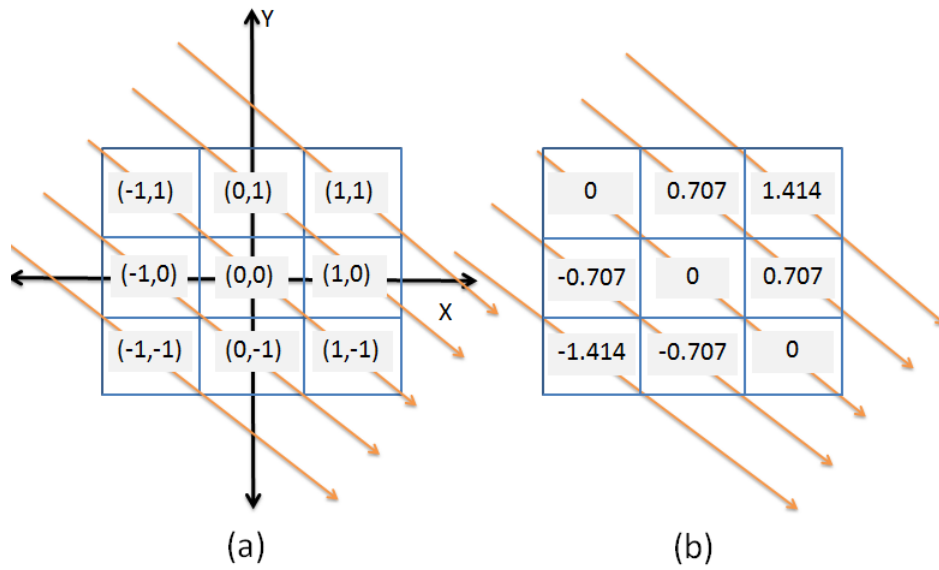 Y
(-1,1) (0,1) (1,1)
(-1,0) (0,0) (1,0)
X
(-1,-1) (0,-1) (1,-1)
(a)
0 0.707 1.414
-0.707 0 0.707
-1.414 -0.707 0
(b)